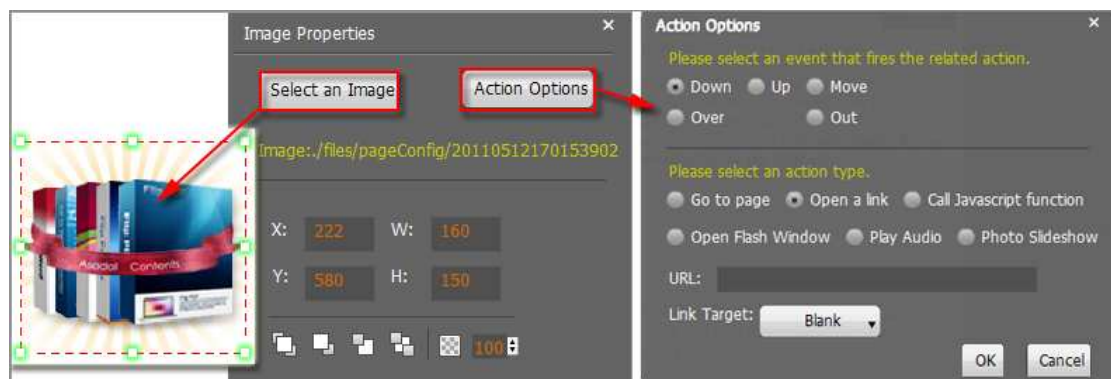 Image Properties
×
Select an Image
Action Options
Image:./files/pageConfig/20110512170153902
X: 222 W: 160
Y: 580 H: 150
100
Asodal Contents
Action Options
×
Please select an event that fires the related action.
Down Up Move
Over Out
Please select an action type.
Go to page Open a link Call Javascript function
Open Flash Window Play Audio Photo Slideshow
URL:
Link Target: Blank
OK Cancel